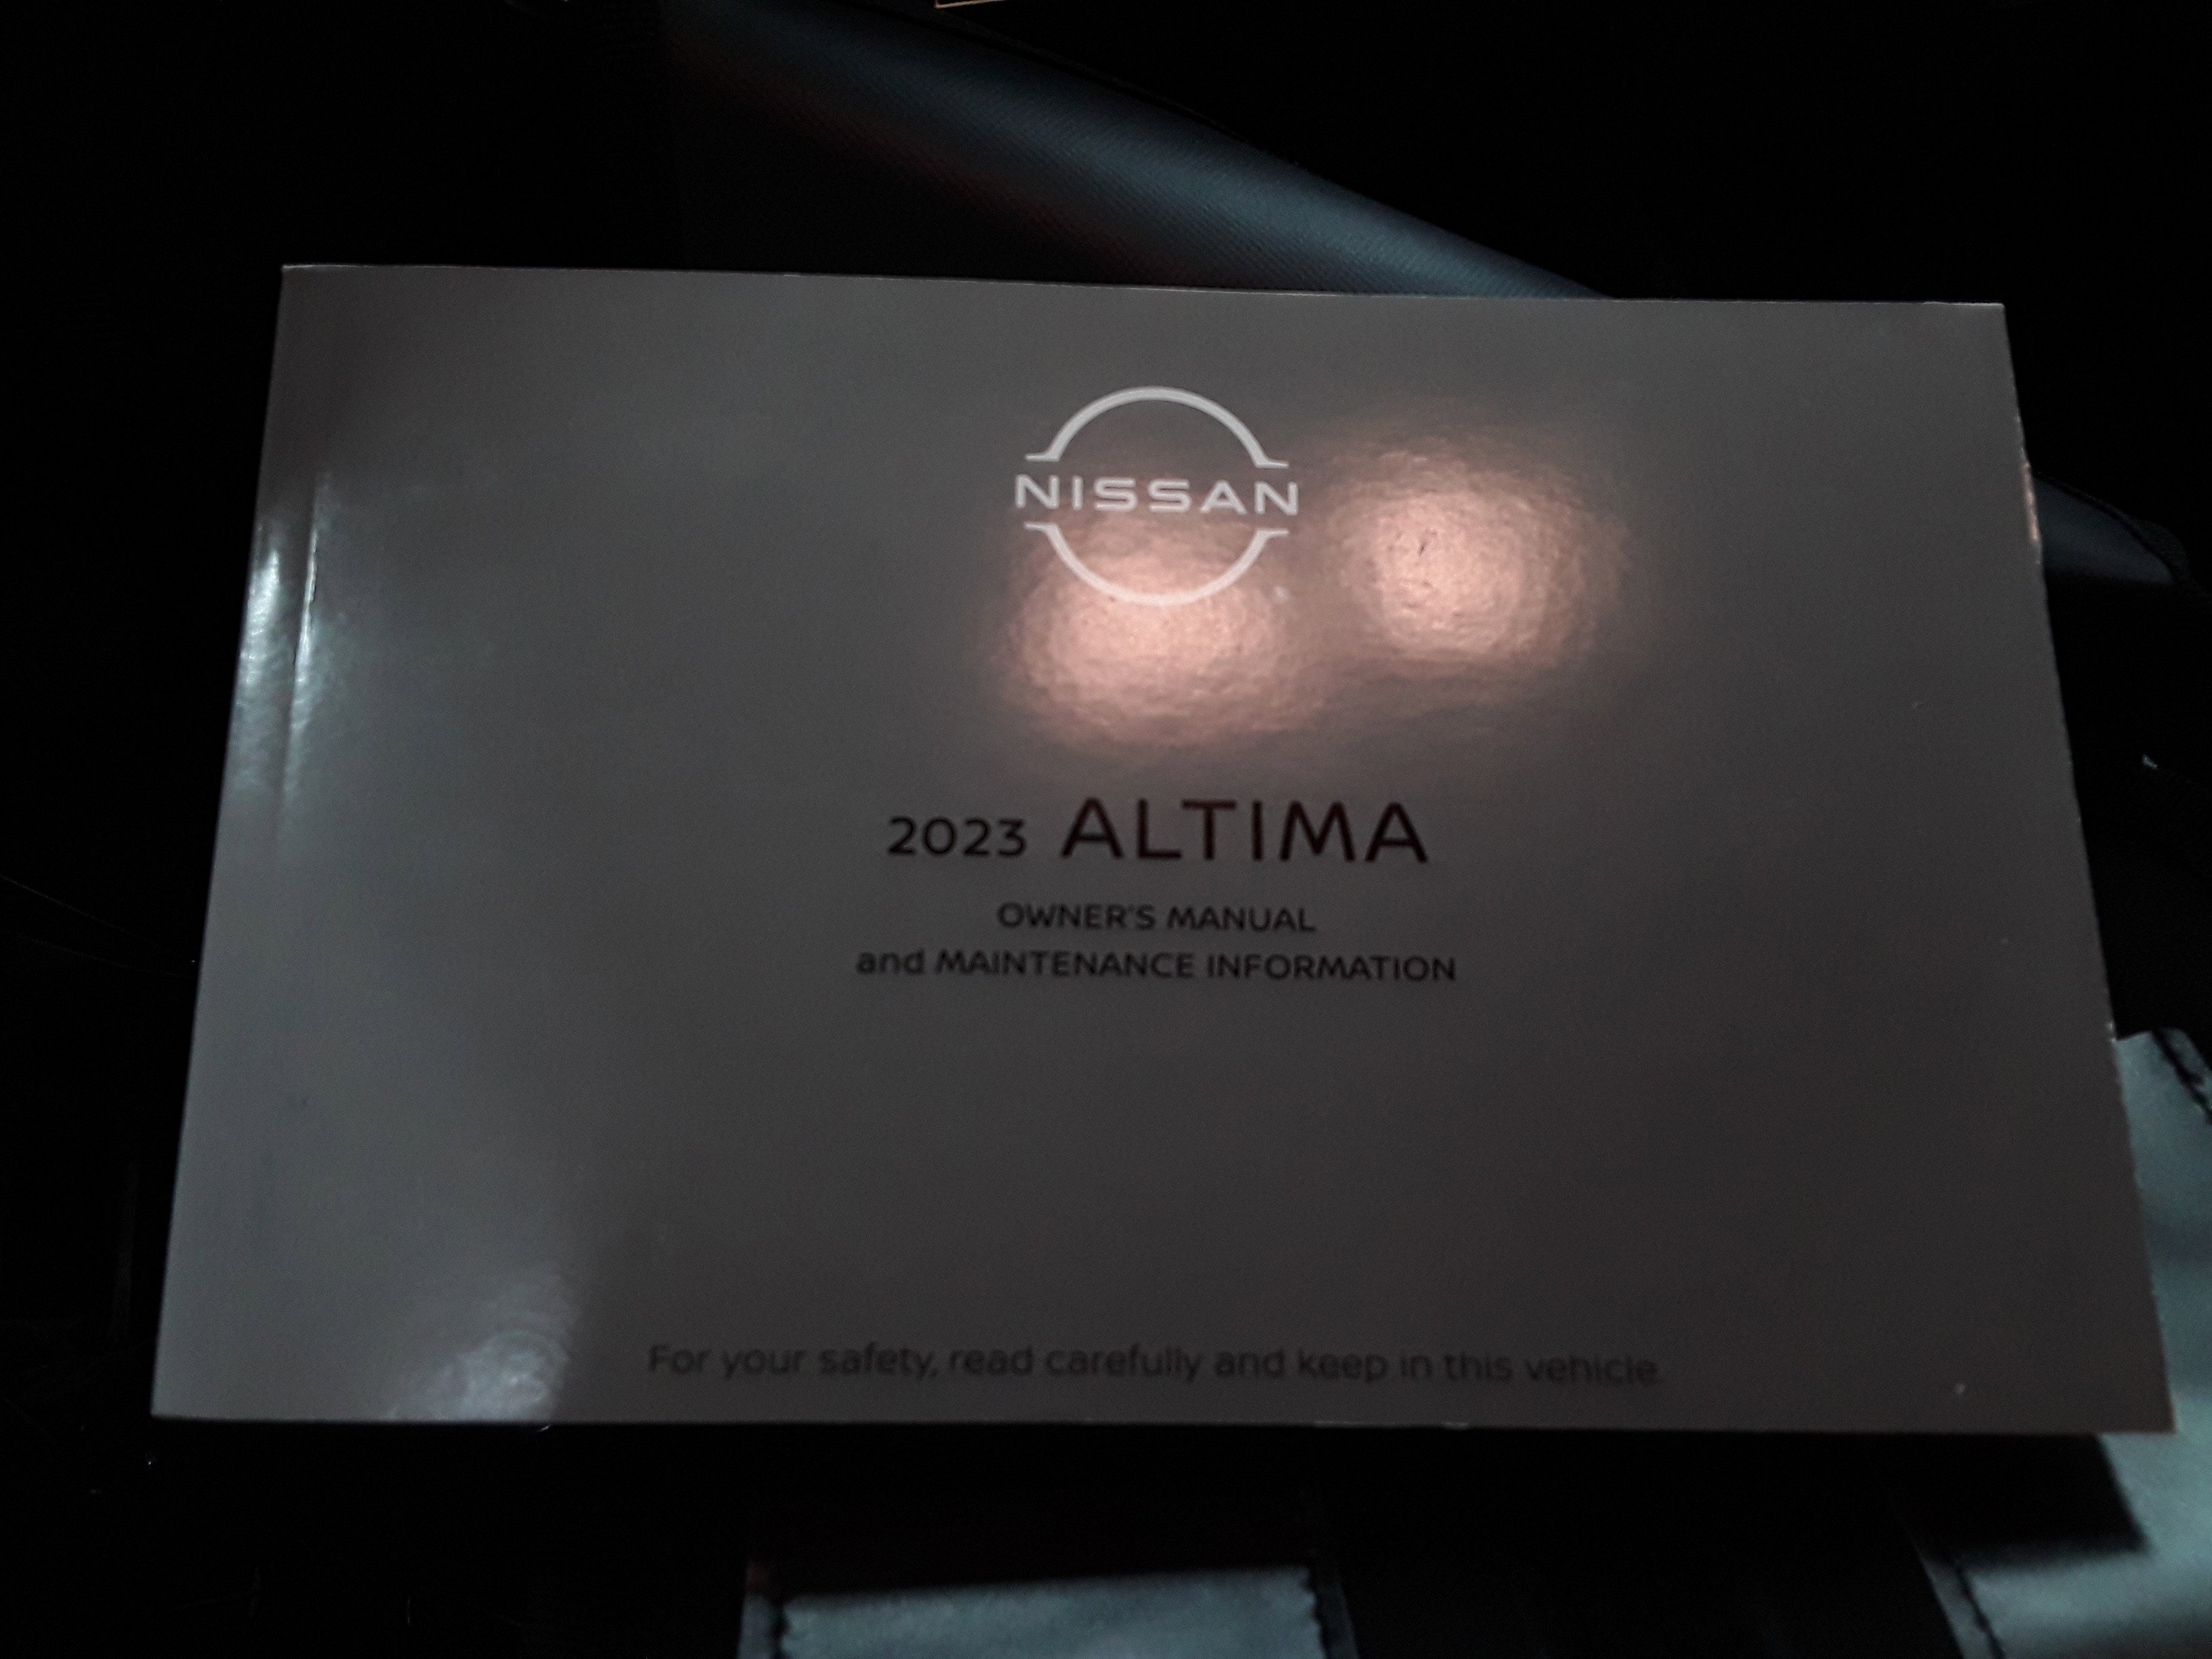 NISSAN
2023 ALTIMA
OWNER'S MANUAL
and MAINTENANCE INFORMATION
For your safety, read carefully and keep in this vehicle.